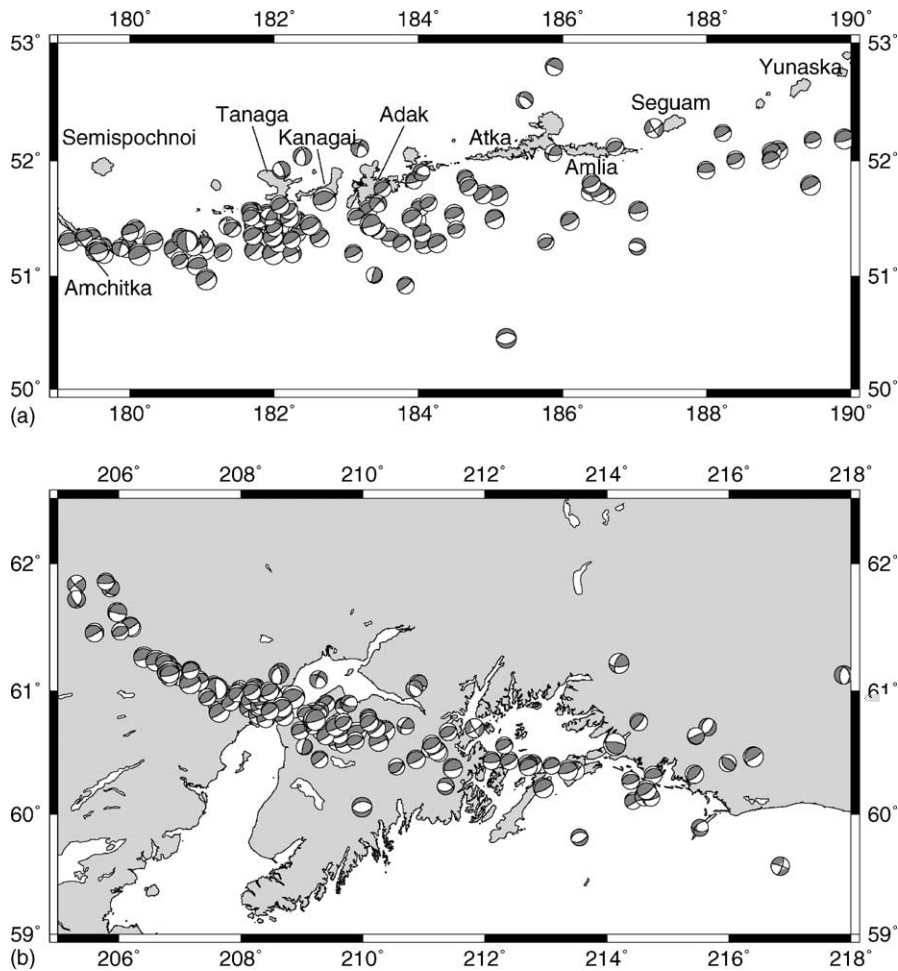 180˚ 182˚ 184˚ 186˚ 188˚ 190˚
53˚ 53˚
Yunaska
Tanaga Adak Seguam
Semispochnoi Kanagai Atka
52˚ 52˚
Amlia
51˚ 51˚
Amchitka
50˚ 50˚
(a) 180˚ 182˚ 184˚ 186˚ 188˚ 190˚
206˚ 208˚ 210˚ 212˚ 214˚ 216˚ 218˚
62˚ 62˚
61˚ 61˚
60˚ 60˚
59˚ 59˚
(b) 206˚ 208˚ 210˚ 212˚ 214˚ 216˚ 218˚